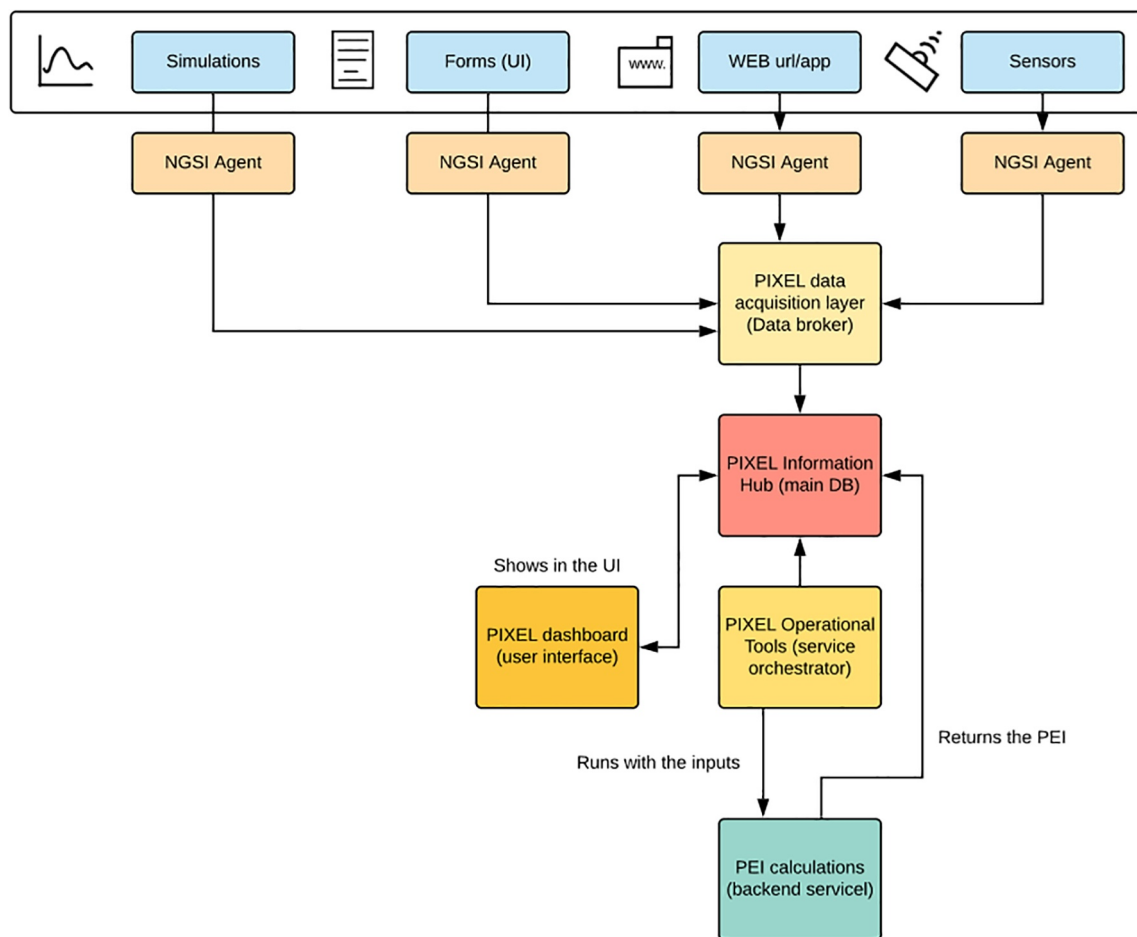 Simulations
Forms (UI)
www.
WEB url/app
Sensors
NGSI Agent
NGSI Agent
NGSI Agent
NGSI Agent
PIXEL data
acquisition layer
(Data broker)
PIXEL Information
Hub (main DB)
Shows in the UI
PIXEL dashboard
(user interface)
PIXEL Operational
Tools (service
orchestrator)
Returns the PEI
Runs with the inputs
PEI calculations
(backend servicel)